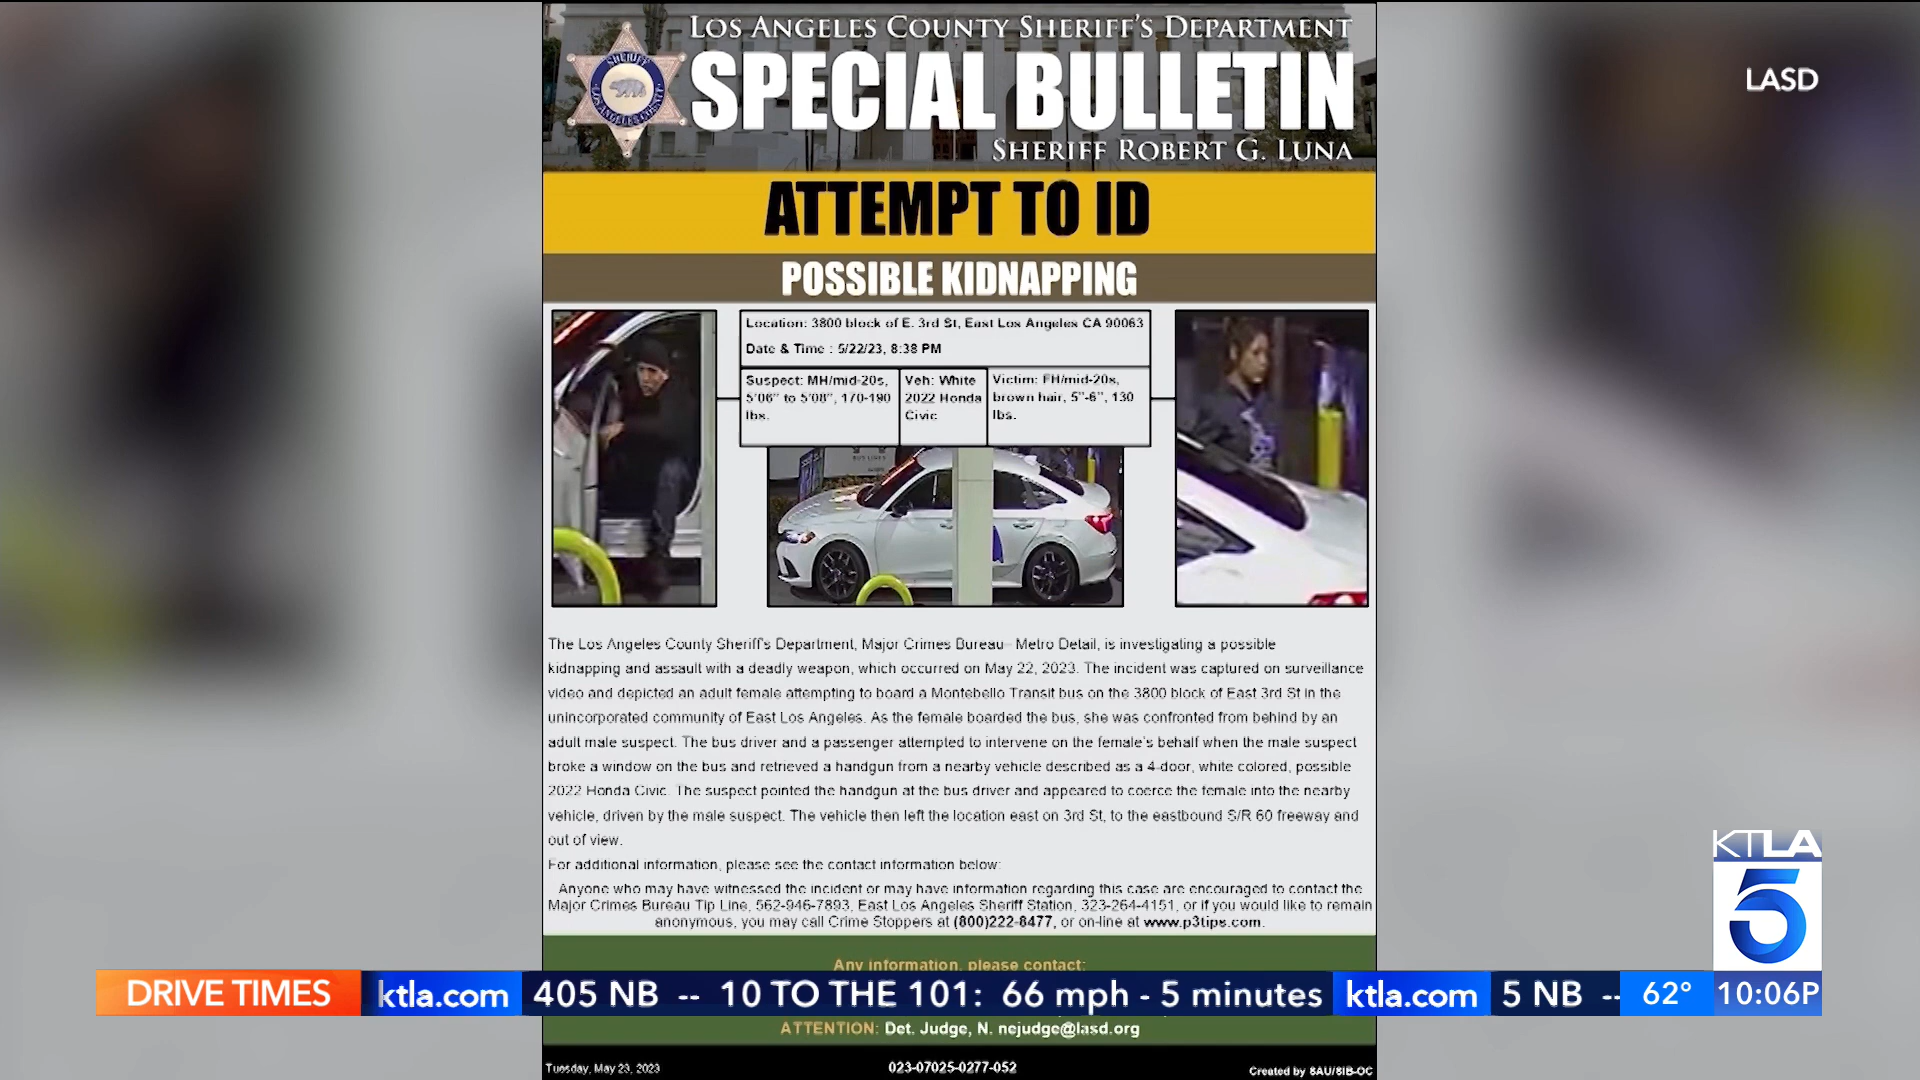 LOS ANGELES COUNTY SHERIFF'S DEPARTMENT
SPECIAL BULLETIN
SHERIFF ROBERT G. LUNA
SHERIFF
LOS ANGELES COUNTY
LASD
ATTEMPT TO ID
POSSIBLE KIDNAPPING
Location: 3800 block of E. 3rd St, East Los Angeles CA 90063
Date & Time : 5/22/23, 8:38 PM
Suspect: MH/mid-20s,
5'06" to 5'08", 170-190
lbs.
Veh: White
2022 Honda
Civic
Victim: FH/mid-20s,
brown hair, 5"-6", 130
lbs.
The Los Angeles County Sheriff's Department, Major Crimes Bureau- Metro Detail, is investigating a possible
kidnapping and assault with a deadly weapon, which occurred on May 22, 2023. The incident was captured on surveillance
video and depicted an adult female attempting to board a Montebello Transit bus on the 3800 block of East 3rd St in the
unincorporated community of East Los Angeles. As the female boarded the bus, she was confronted from behind by an
adult male suspect. The bus driver and a passenger attempted to intervene on the female's behalf when the male suspect
broke a window on the bus and retrieved a handgun from a nearby vehicle described as a 4-door, white colored, possible
2022 Honda Civic. The suspect pointed the handgun at the bus driver and appeared to coerce the female into the nearby
vehicle, driven by the male suspect. The vehicle then left the location east on 3rd St, to the eastbound S/R 60 freeway and
out of view.
For additional information, please see the contact information below:
Anyone who may have witnessed the incident or may have information regarding this case are encouraged to contact the
Major Crimes Bureau Tip Line, 562-946-7893, East Los Angeles Sheriff Station, 323-264-4151, or if you would like to remain
anonymous, you may call Crime Stoppers at (800)222-8477, or on-line at www.p3tips.com.
Any information, please contact:
KTLA
5
DRIVE TIMES
ktla.com
405 NB -- 10 TO THE 101: 66 mph - 5 minutes
ktla.com
5 NB --
62°
10:06P
ATTENTION: Det. Judge, N. nejudge@lasd.org
Tuesday, May 23, 2023
023-07025-0277-052
Created by SAU/SIB-OC